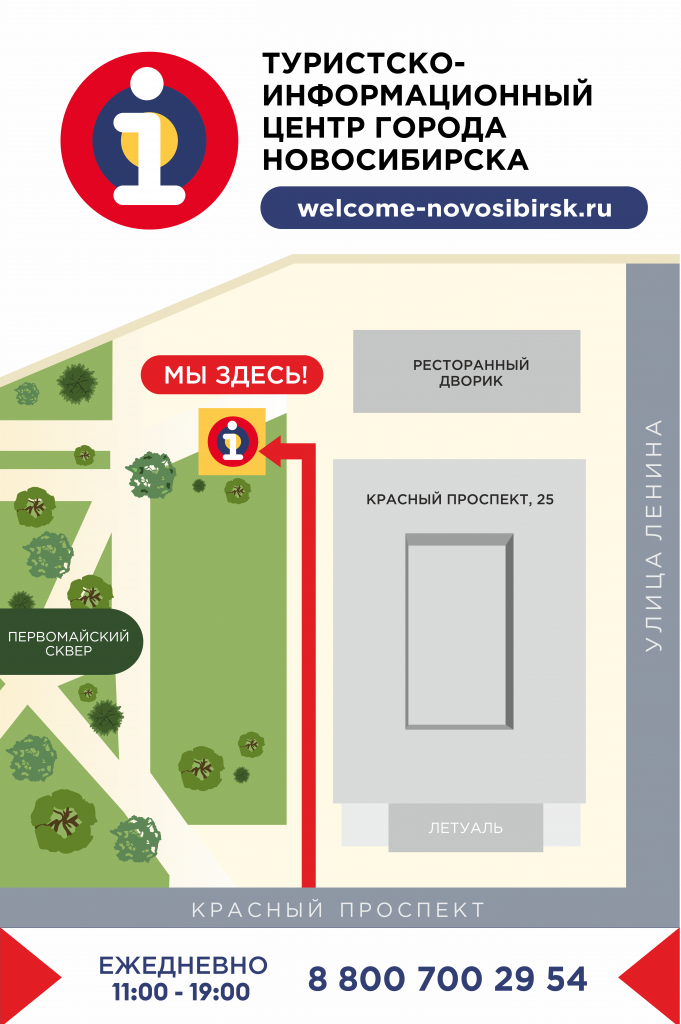 ТУРИСТСКО-
ИНФОРМАЦИОННЫЙ
ЦЕНТР ГОРОДА
НОВОСИБИРСКА
welcome-novosibirsk.ru
МЫ ЗДЕСЬ!
РЕСТОРАННЫЙ
ДВОРИК
КРАСНЫЙ ПРОСПЕКТ, 25
УЛИЦА ЛЕНИНА
ПЕРВОМАЙСКИЙ
СКВЕР
ЛЕТУАЛЬ
КРАСНЫЙ ПРОСПЕКТ
ЕЖЕДНЕВНО
11:00 - 19:00
8 800 700 29 54